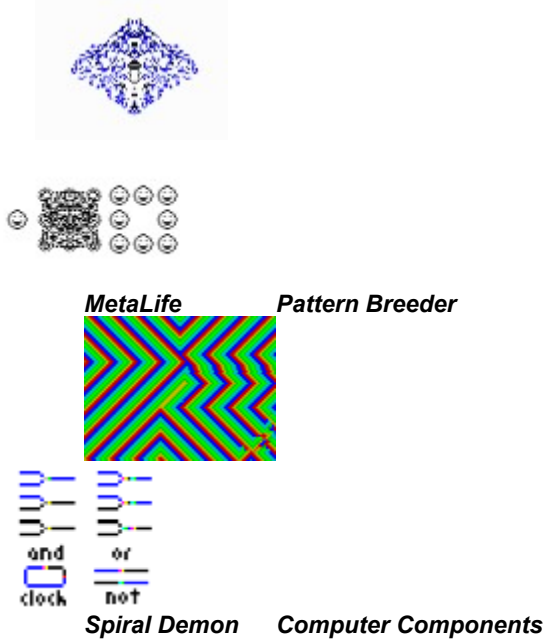 MetaLife Pattern Breeder
and or
clock not
Spiral Demon Computer Components